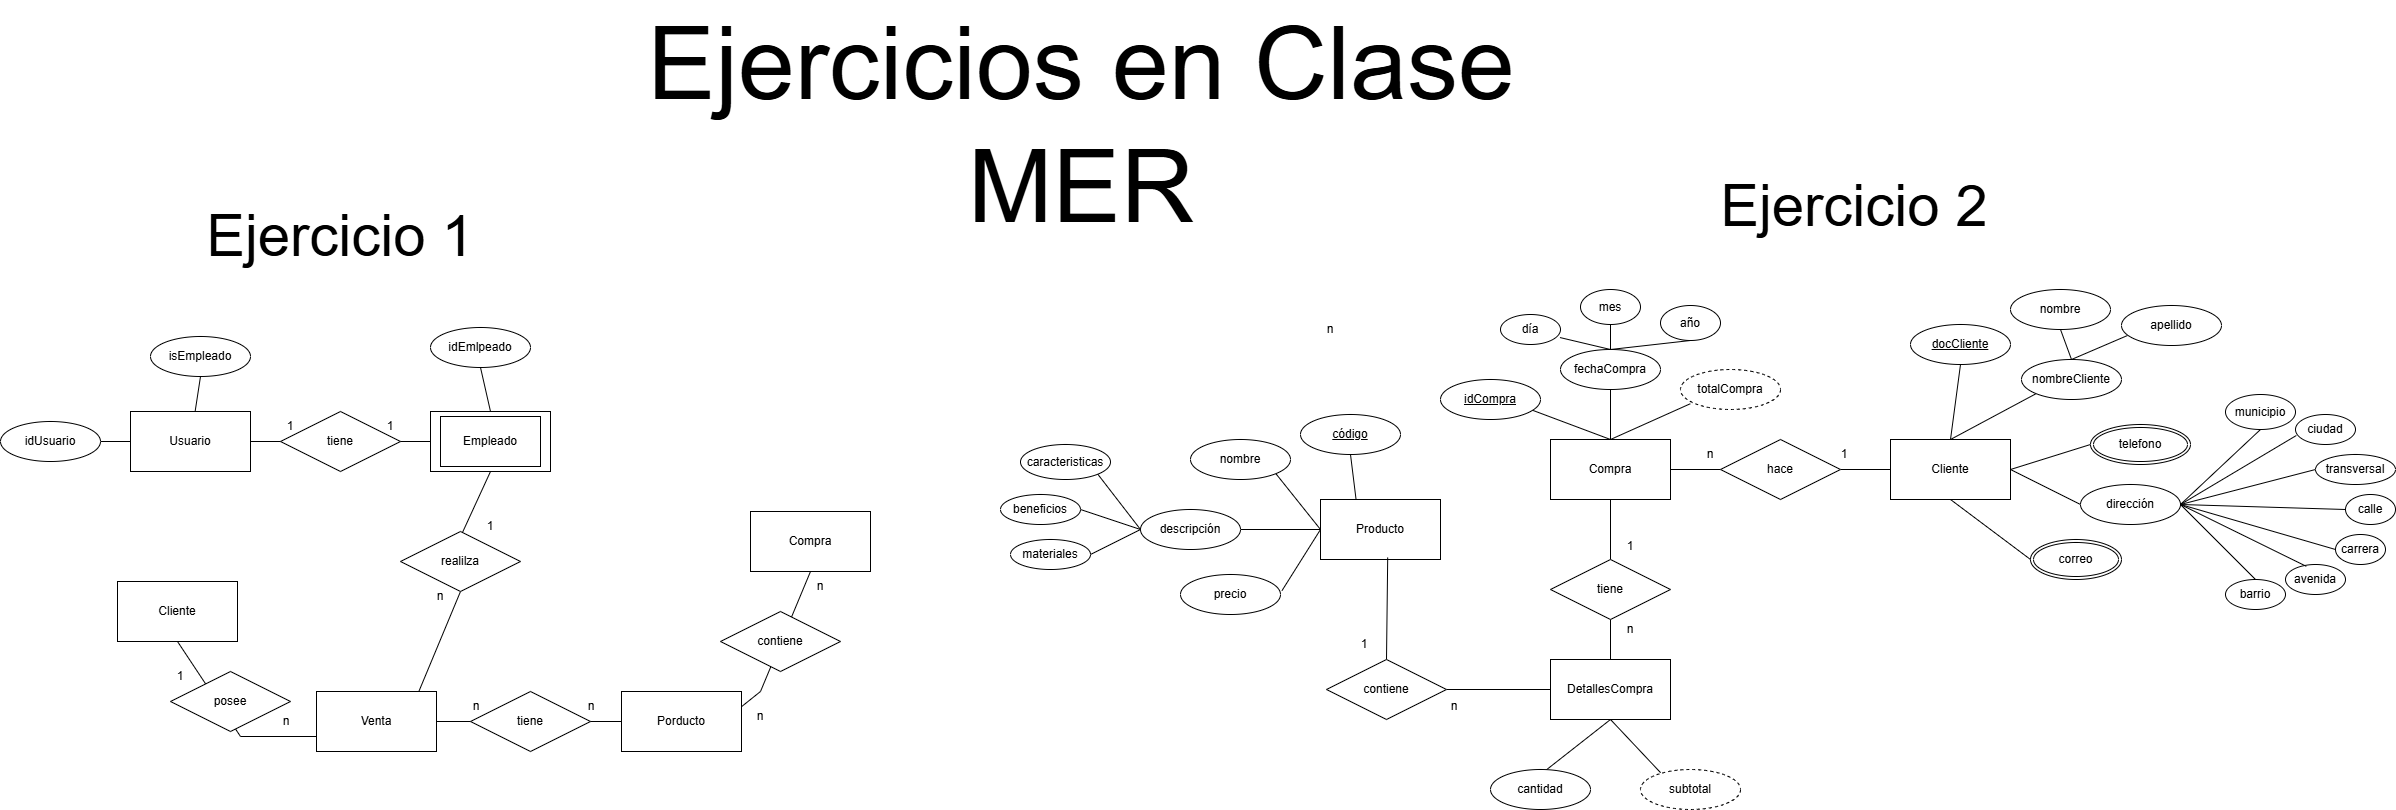 Ejercicios en Clase
MER
Ejercicio 1
Ejercicio 2
isEmpleado
idEmlpeado
idUsuario
Usuario
1
tiene
1
Empleado
1
realilza
n
Cliente
1
posee
n
Venta
n
tiene
n
Porducto
Compra
n
contiene
n
n
día
mes
año
fechaCompra
idCompra
totalCompra
código
caracteristicas
nombre
beneficios
descripción
materiales
precio
Producto
Compra
n
hace
1
Cliente
docCliente
nombre
apellido
nombreCliente
telefono
dirección
correo
municipio
ciudad
transversal
calle
carrera
avenida
barrio
1
tiene
n
1
contiene
n
DetallesCompra
cantidad
subtotal